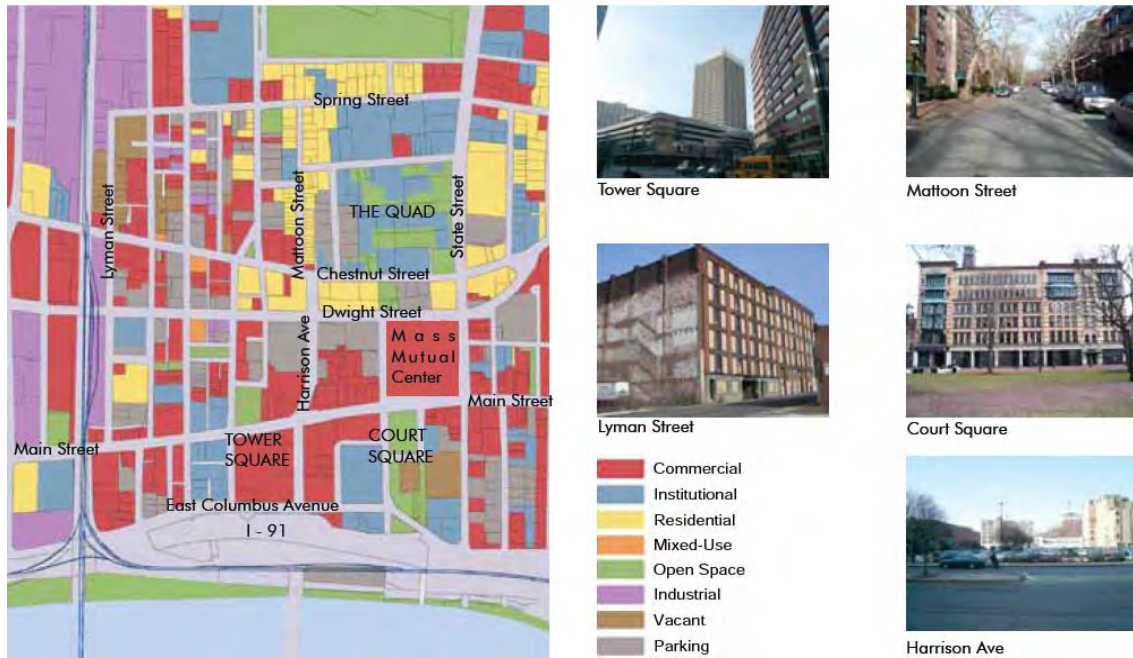 Spring Street
Lyman Street
Mattoon Street
THE QUAD
State Street
Chestnut Street
Dwight Street
Harrison Ave
Mass
Mutual
Center
Main Street
Main Street
TOWER
SQUARE
COURT
SQUARE
East Columbus Avenue
I - 91
Tower Square
Mattoon Street
Lyman Street
Court Square
Commercial
Institutional
Residential
Mixed-Use
Open Space
Industrial
Vacant
Parking
Harrison Ave